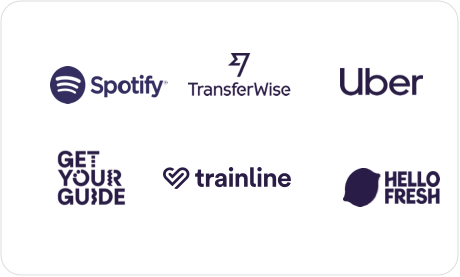 Spotify®
TransferWise
Uber
GET
YOUR
GUIDE
trainline
HELLO
FRESH